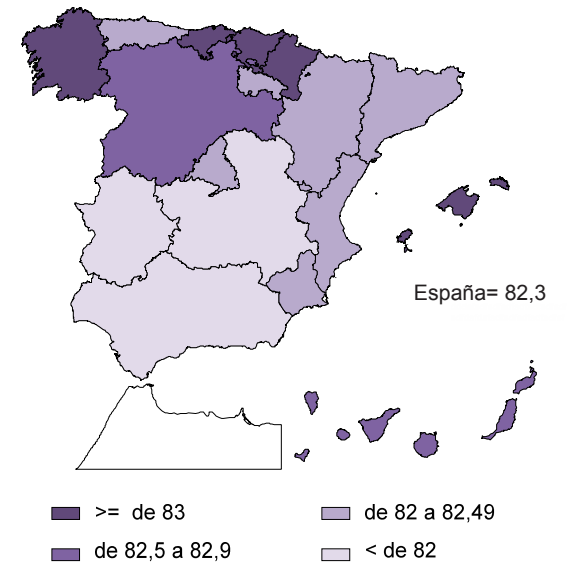 España= 82,3
>= de 83
de 82 a 82,49
de 82,5 a 82,9
< de 82